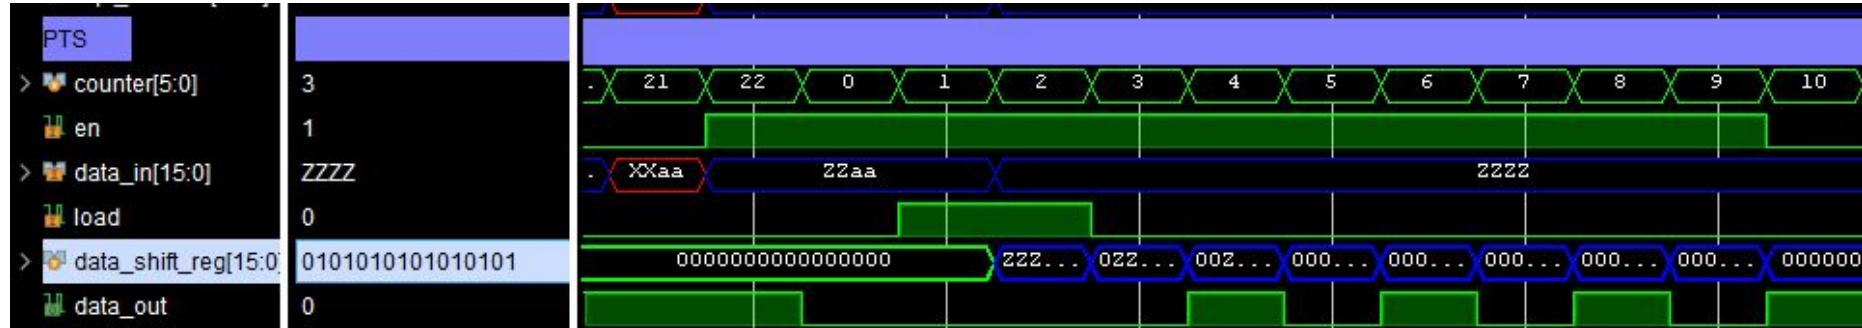 PTS
counter[5:0] 3 . 21 22 0 1 2 3 4 5 6 7 8 9 10
en 1
data_in[15:0] ZZZZ . XXaa ZZaa ZZZZ
load 0
data_shift_reg[15:0 0101010101010101 0000000000000000 ZZZ... 0ZZ... 00Z... 000... 000... 000... 000... 000... 000000
data_out 0